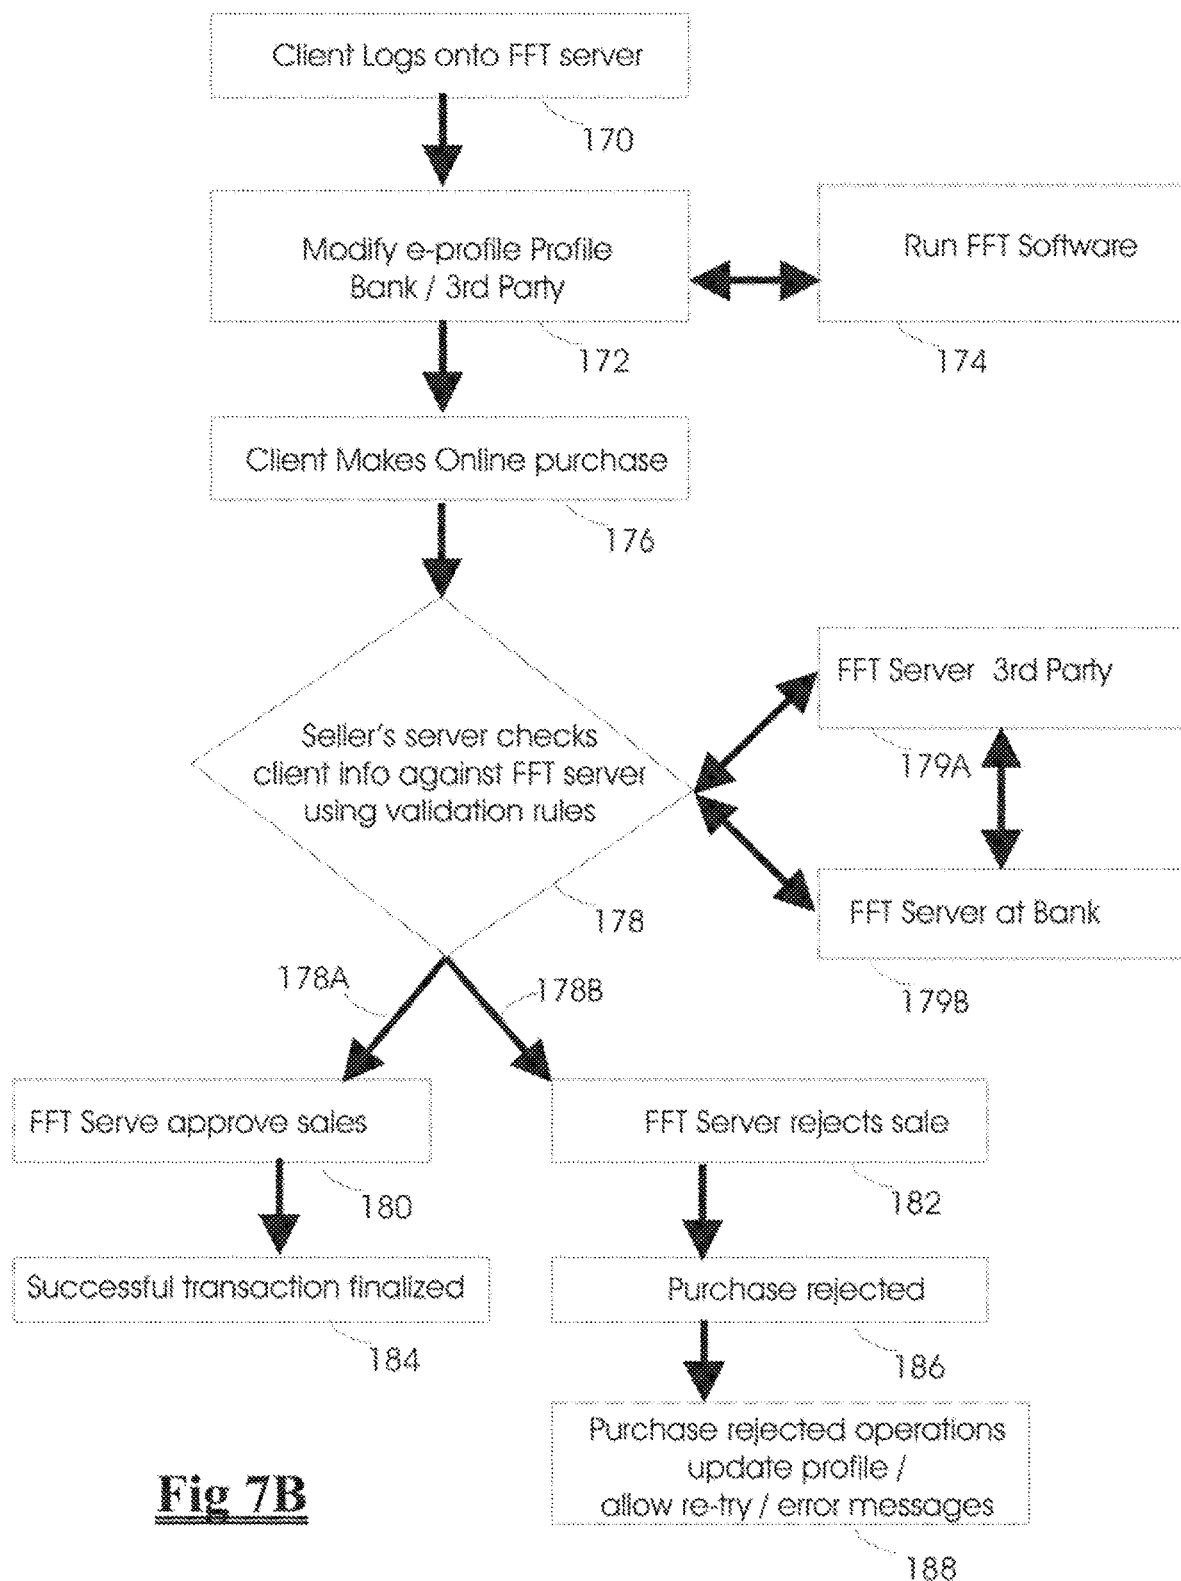 Client Logs onto FFT server
170
Modify e-profile Profile
Bank / 3rd Party
172
Run FFT Software
174
Client Makes Online purchase
176
Seller's server checks
client info against FFT server
using validation rules
178
FFT Server 3rd Party
179A
FFT Server at Bank
179B
178A
178B
FFT Serve approve sales
180
FFT Server rejects sale
182
Successful transaction finalized
184
Purchase rejected
186
Purchase rejected operations
update profile /
allow re-try / error messages
188
Fig 7B